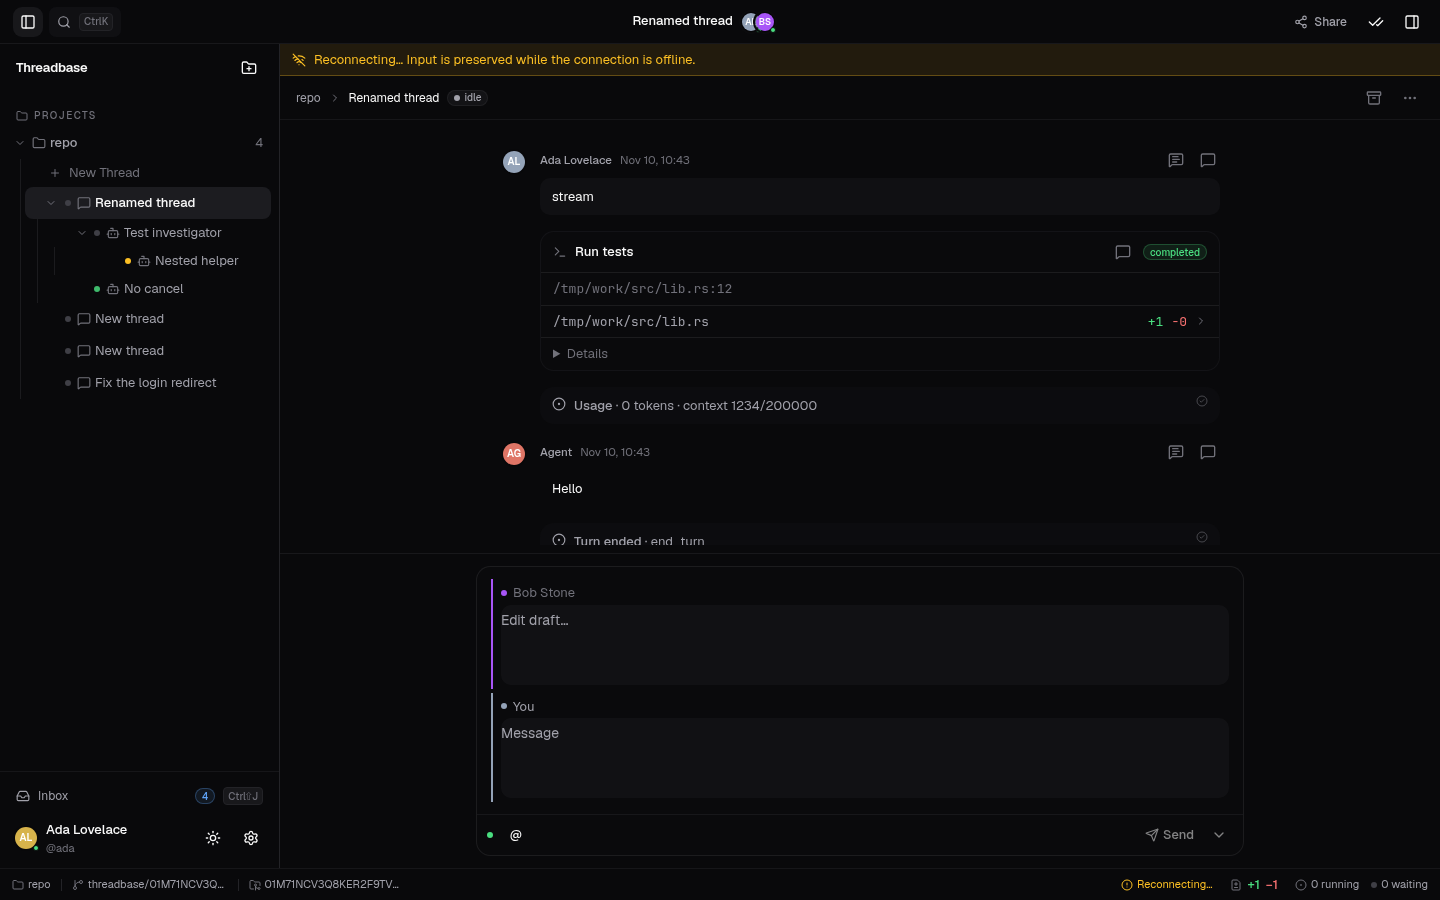 CtrlK
Renamed thread
BS
Share
Threadbase
Reconnecting… Input is preserved while the connection is offline.
repo
Renamed thread
idle
PROJECTS
repo
4
New Thread
Renamed thread
Test investigator
Nested helper
No cancel
New thread
New thread
Fix the login redirect
AL
Ada Lovelace
Nov 10, 10:43
stream
Run tests
completed
/tmp/work/src/lib.rs:12
/tmp/work/src/lib.rs
+1 -0
Details
Usage · 0 tokens · context 1234/200000
AG
Agent
Nov 10, 10:43
Hello
Turn ended · end_turn
Bob Stone
Edit draft…
You
Message
@
Send
Inbox
4
Ctrl⇧J
AL
Ada Lovelace
@ada
repo
threadbase/01M71NCV3Q…
01M71NCV3Q8KER2F9TV…
Reconnecting…
+1 −1
0 running
0 waiting